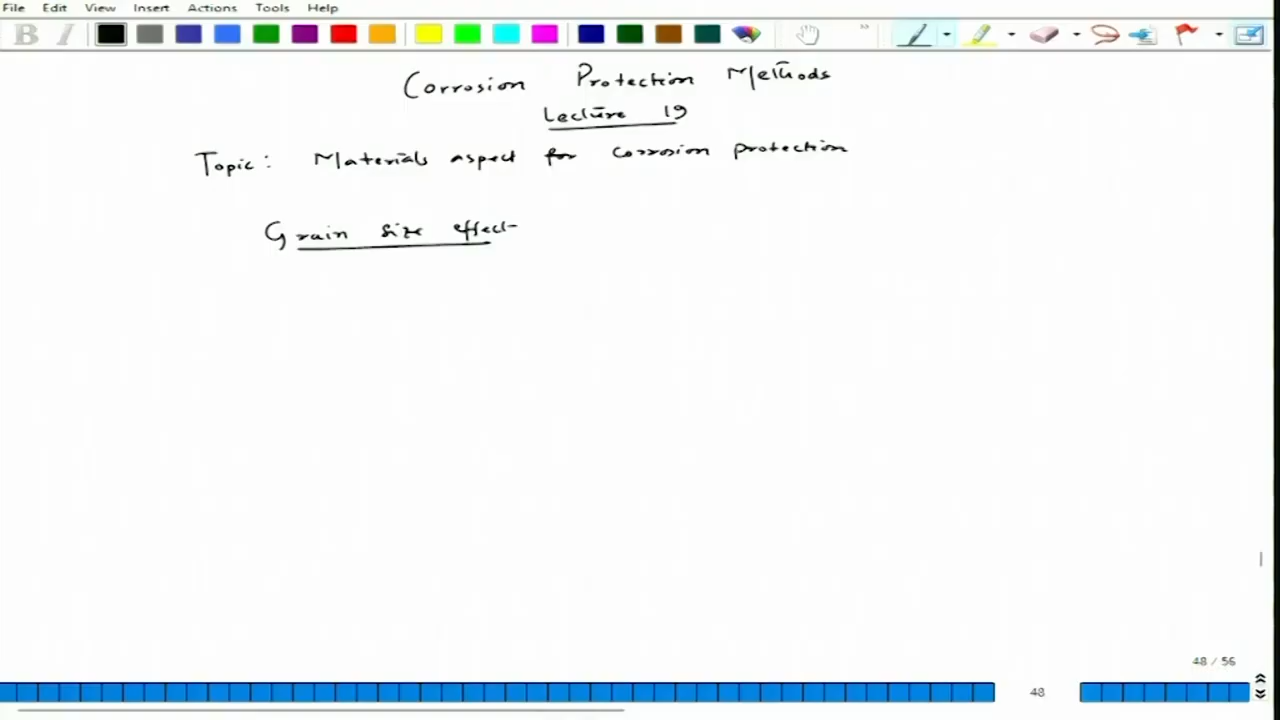 File Edit View Insert Actions Tools Help
B I
Corrosion Protection Methods
Lecture 19
Topic: Materials aspect for corrosion protection
Grain size effect
48 / 56
48